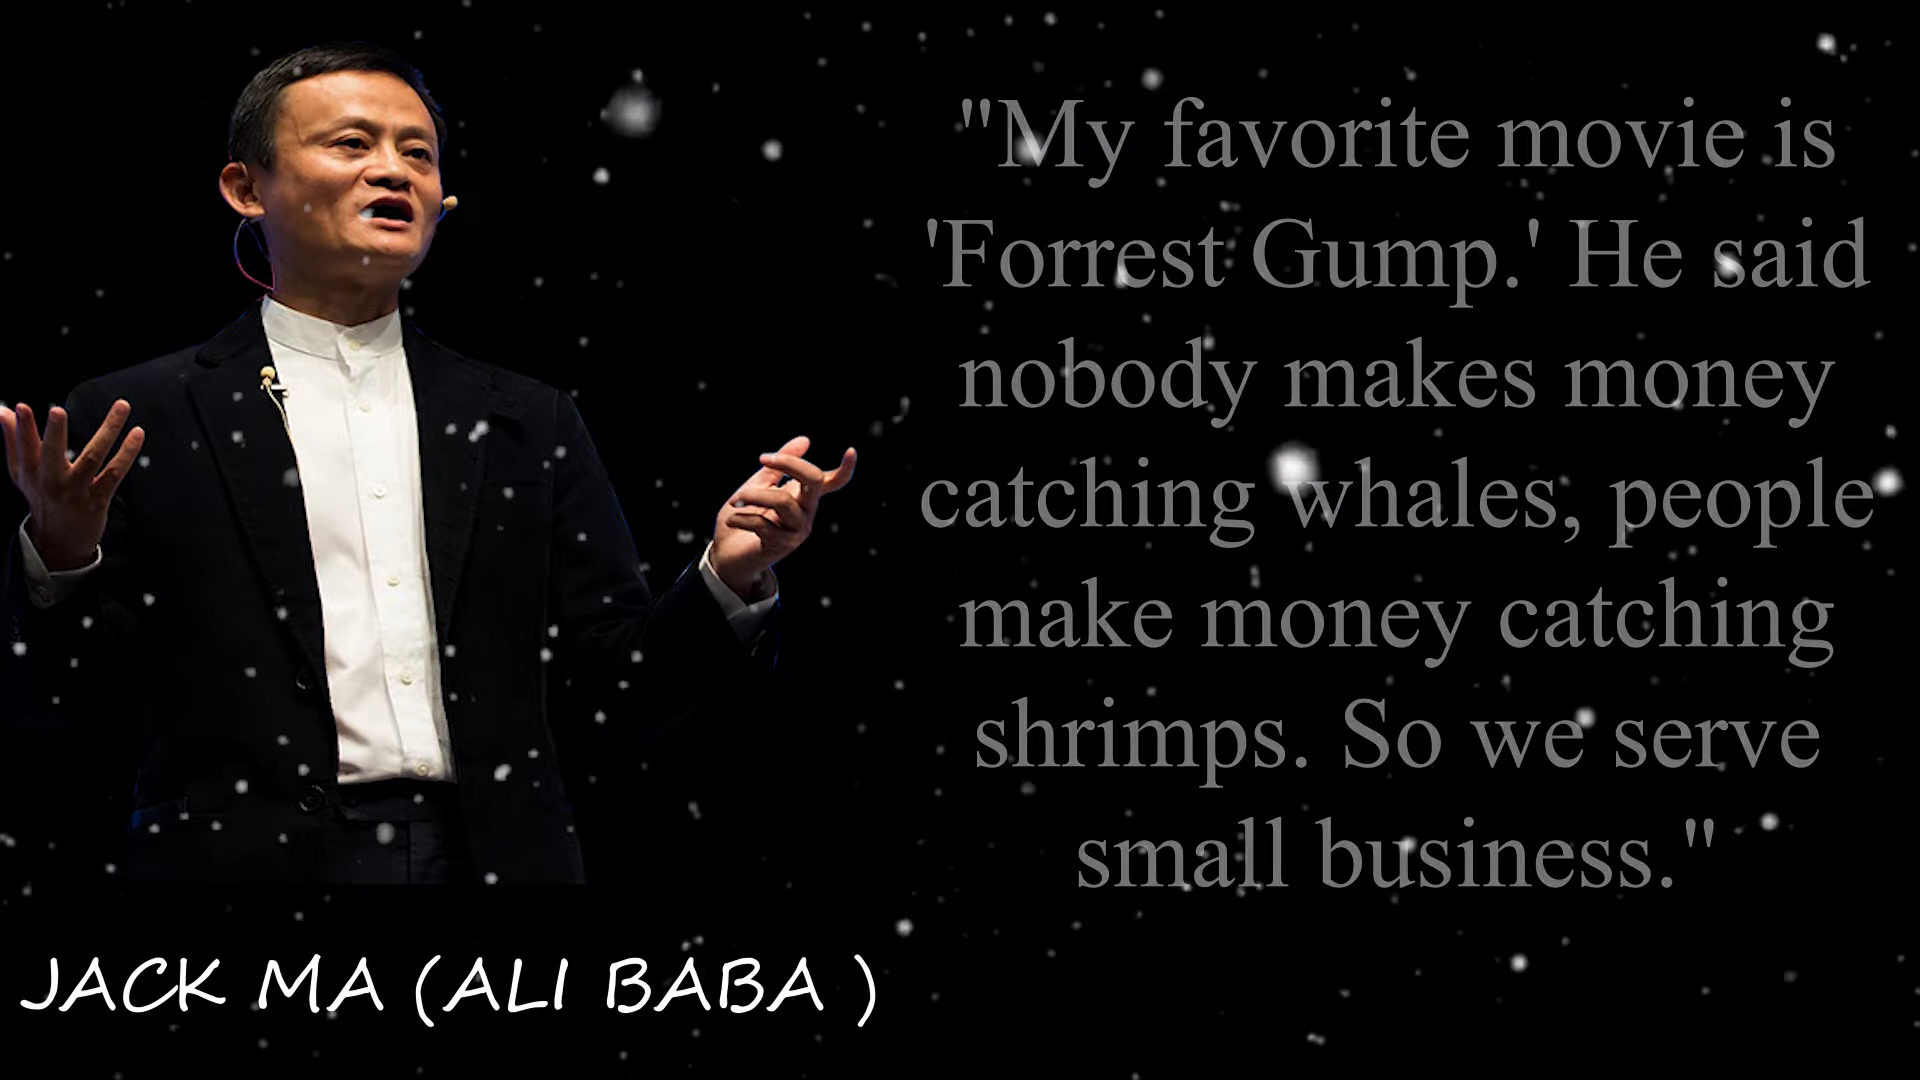 "My favorite movie is
'Forrest Gump.' He said
nobody makes money
catching whales, people
make money catching
shrimps. So we serve
small business."
JACK MA (ALI BABA )